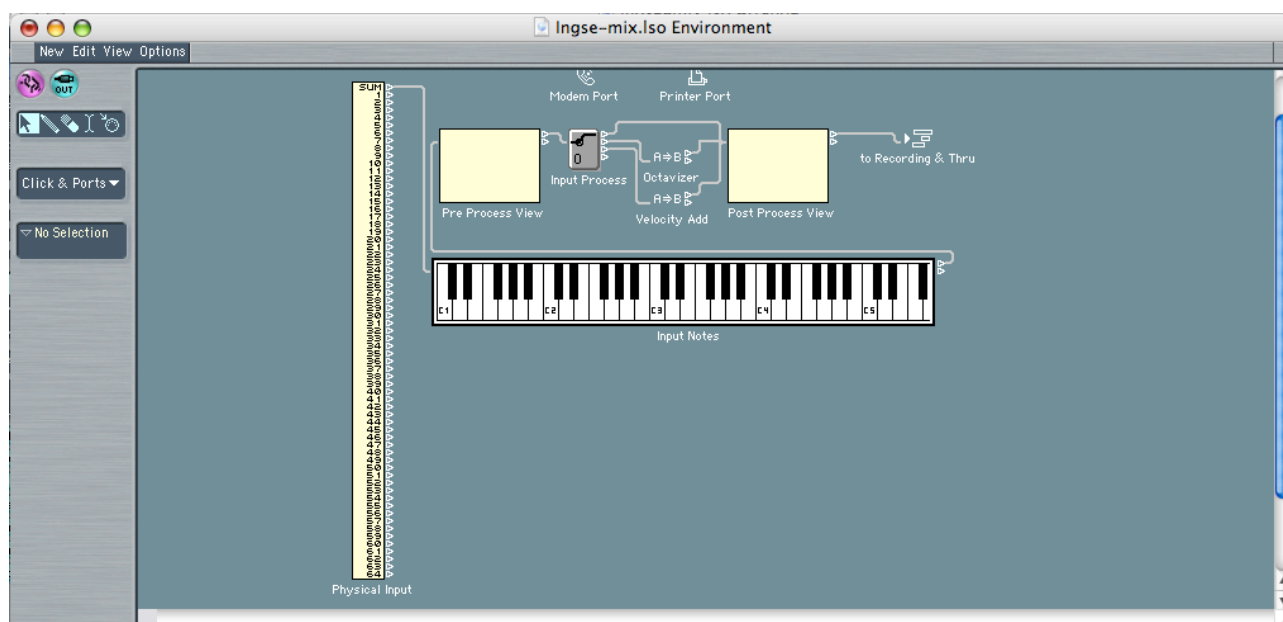 Ingse-mix.lso Environment
New Edit View Options
OUT
Click & Ports
No Selection
Modem Port Printer Port
SUM
0
Input Process
A⇒B
Octavizer
A⇒B
Velocity Add
Pre Process View
Post Process View
to Recording & Thru
C1 C2 C3 C4 C5
Input Notes
Physical Input